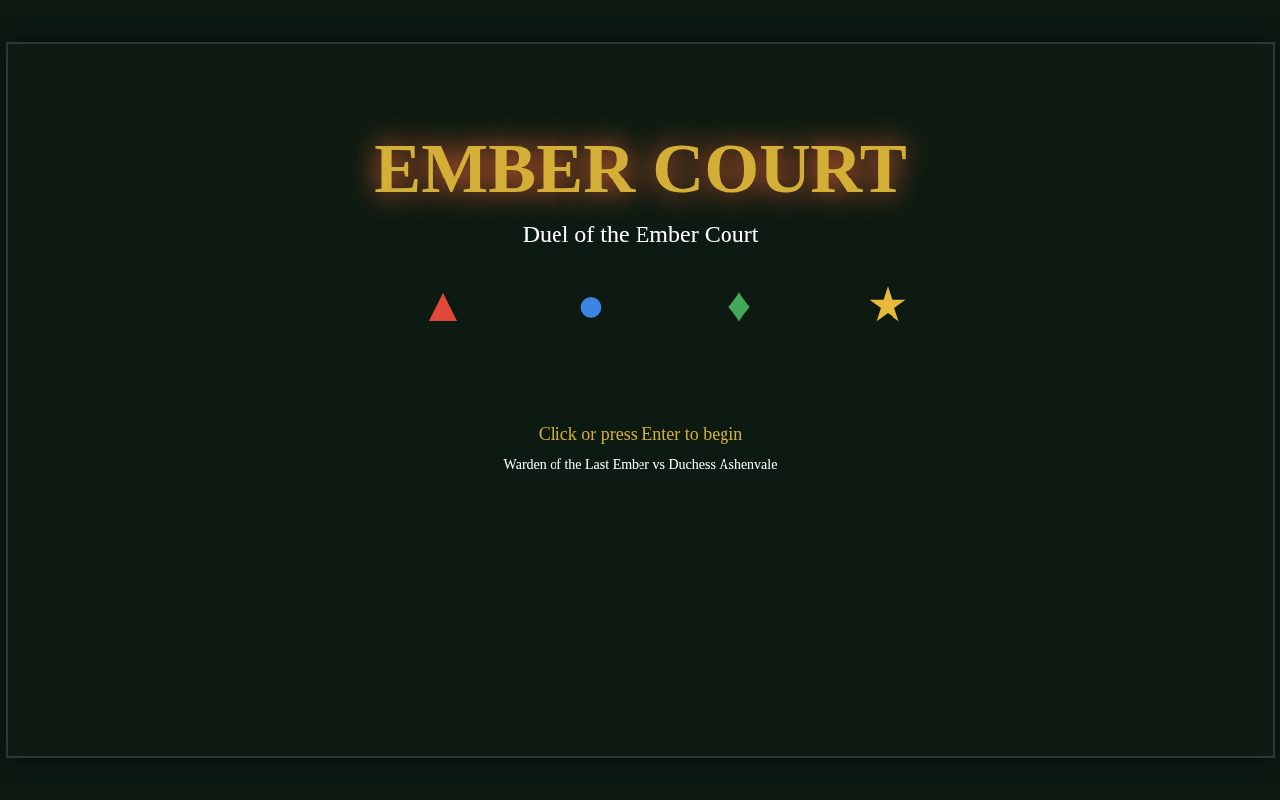 EMBER COURT
Duel of the Ember Court
Click or press Enter to begin
Warden of the Last Ember vs Duchess Ashenvale